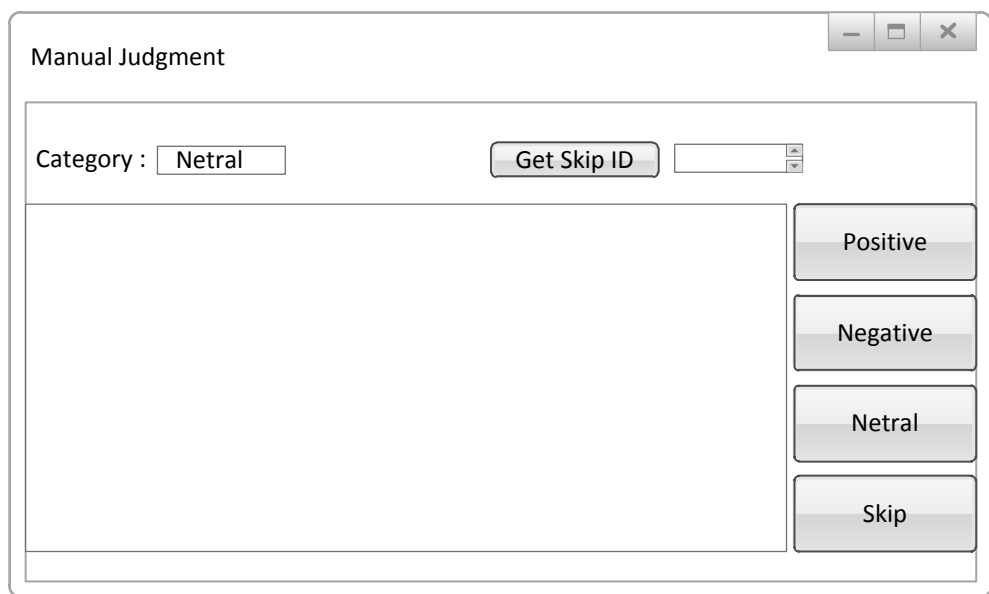 Manual Judgment
Category : Netral Get Skip ID
Positive
Negative
Netral
Skip